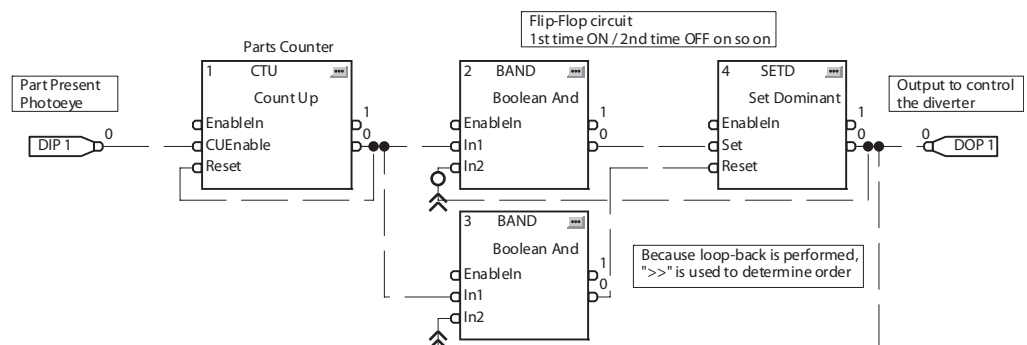 Flip-Flop circuit
1st time ON / 2nd time OFF on so on
Parts Counter
Part Present
Photoeye
0
DIP 1
1 CTU
Count Up
EnableIn
CUEnable
Reset
1
0
2 BAND
Boolean And
EnableIn
In1
In2
1
0
4 SETD
Set Dominant
EnableIn
Set
Reset
1
0
Output to control
the diverter
0
DOP 1
3 BAND
Boolean And
EnableIn
In1
In2
1
0
Because loop-back is performed,
">>" is used to determine order